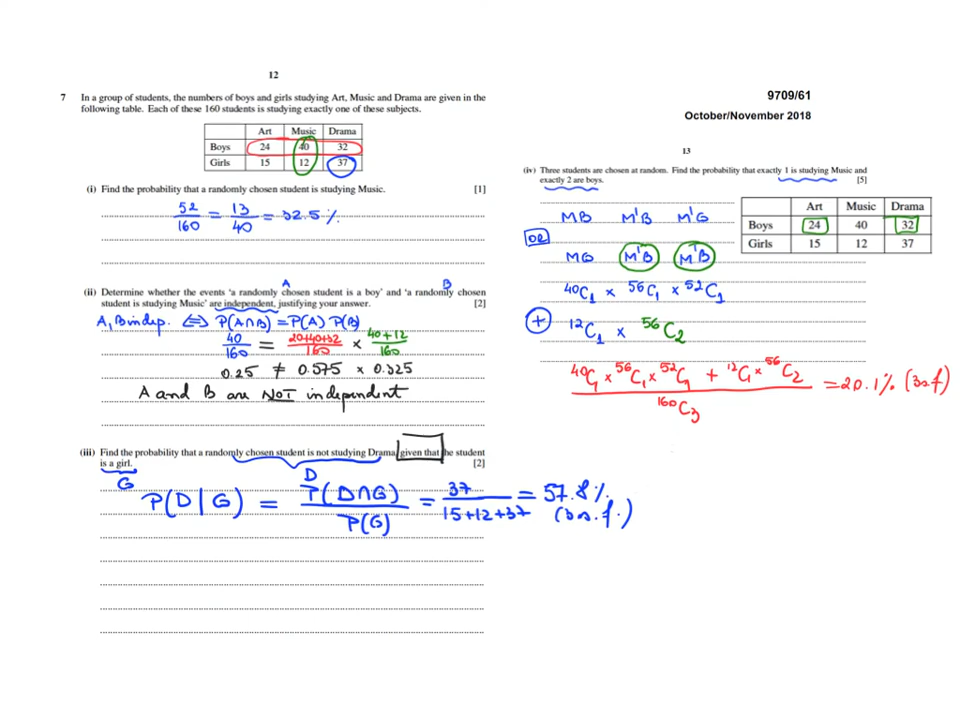 12
7 In a group of students, the numbers of boys and girls studying Art, Music and Drama are given in the
following table. Each of these 160 students is studying exactly one of these subjects.
Art Music Drama
Boys 24 40 32
Girls 15 12 37
(i) Find the probability that a randomly chosen student is studying Music. [1]
52/160 = 13/40 = 32.5 %
(ii) Determine whether the events ‘a randomly chosen student is a boy’ and ‘a randomly chosen
A B
student is studying Music’ are independent, justifying your answer. [2]
A, B indep. ⇔ P(A∩B) = P(A) P(B)
40/160 = 20+40+32/160 × 40+12/160
0.25 ≠ 0.575 × 0.325
A and B are NOT independent
(iii) Find the probability that a randomly chosen student is not studying Drama, given that he student
is a girl. [2]
G D
P(D|G) = P(D∩G)/P(G) = 37/15+12+37 = 57.8 %
(3 s.f.)
9709/61
October/November 2018
13
(iv) Three students are chosen at random. Find the probability that exactly 1 is studying Music and
exactly 2 are boys. [5]
Art Music Drama
Boys 24 40 32
Girls 15 12 37
MB M'B M'G
OR
MG M'B M'B
⁴⁰C₁ × ⁵⁶C₁ × ⁵²C₁
+ ¹²C₁ × ⁵⁶C₂
⁴⁰C₁ × ⁵⁶C₁ × ⁵²C₁ + ¹²C₁ × ⁵⁶C₂ / ¹⁶⁰C₃ = 20.1% (3 s.f)